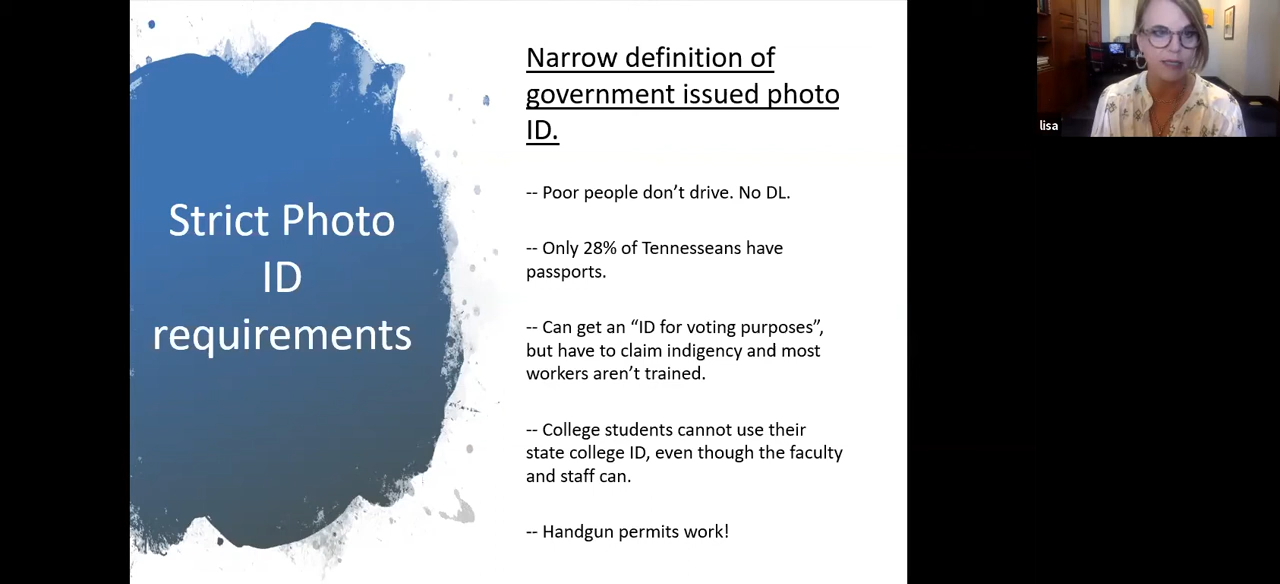 Strict Photo
ID
requirements
Narrow definition of
government issued photo
ID.
-- Poor people don’t drive. No DL.
-- Only 28% of Tennesseans have
passports.
-- Can get an “ID for voting purposes”,
but have to claim indigency and most
workers aren’t trained.
-- College students cannot use their
state college ID, even though the faculty
and staff can.
-- Handgun permits work!
lisa